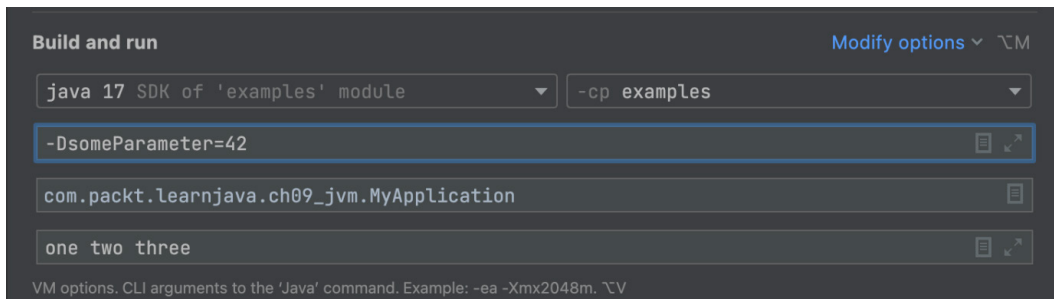 Build and run
Modify options ⌥M
java 17 SDK of 'examples' module
-cp examples
-DsomeParameter=42
com.packt.learnjava.ch09_jvm.MyApplication
one two three
VM options. CLI arguments to the ‘Java’ command. Example: -ea -Xmx2048m. ⌥V